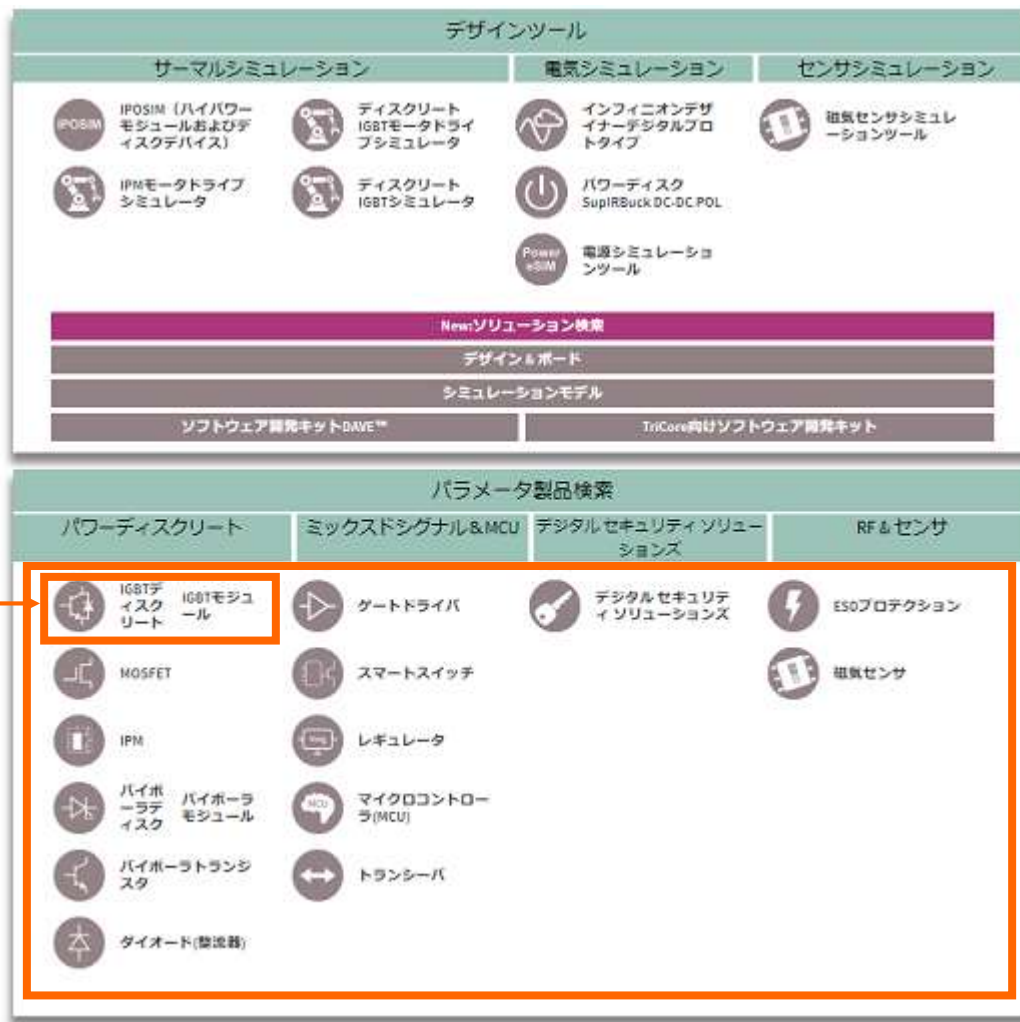 デザインツール
サーマルシミュレーション
電気シミュレーション
センサシミュレーション
IPOSIM
IPOSIM（ハイパワー
モジュールおよびデ
ィスクデバイス）
ディスクリート
IGBTモータドライ
ブシミュレータ
インフィニオンデザ
イナーデジタルプロ
トタイプ
磁気センサシミュレ
ーションツール
IPMモータドライブ
シミュレータ
ディスクリート
IGBTシミュレータ
パワーディスク
SupIRBuck DC-DC POL
Power
eSIM
電源シミュレーショ
ンツール
New:ソリューション検索
デザイン＆ボード
シミュレーションモデル
ソフトウェア開発キットDAVE™
TriCore向けソフトウェア開発キット
パラメータ製品検索
パワーディスクリート
ミックスドシグナル&MCU
デジタル セキュリティ ソリュー
ションズ
RF & センサ
IGBTデ
ィスク
リート
IGBTモジュ
ール
ゲートドライバ
デジタル セキュリテ
ィ ソリューションズ
ESDプロテクション
MOSFET
スマートスイッチ
磁気センサ
IPM
レギュレータ
バイポ
ーラデ
ィスク
バイポーラ
モジュール
MCU
マイクロコントロー
ラ(MCU)
バイポーラトランジ
スタ
トランシーバ
ダイオード(整流器)